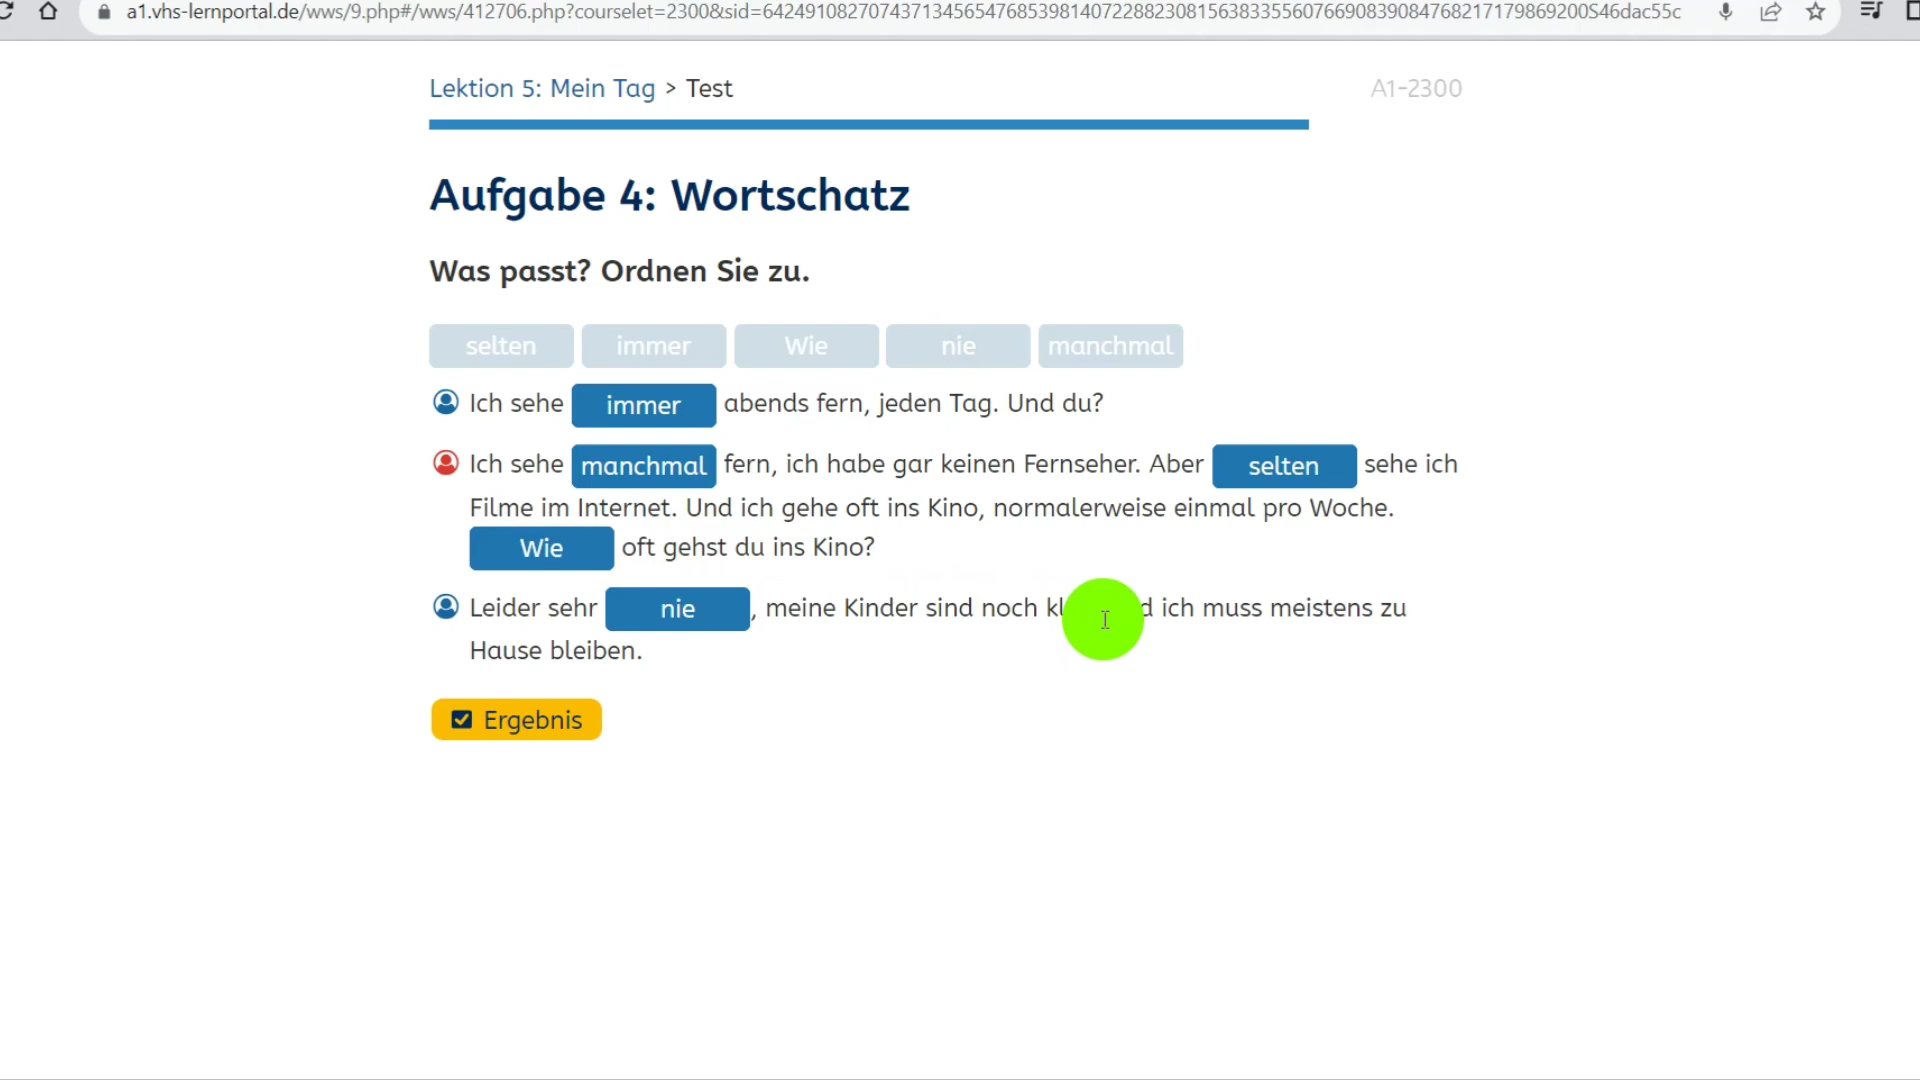 a1.vhs-lernportal.de/wws/9.php#/wws/412706.php?courselet=2300&sid=64249108270743713456547685398140722882308156383355607669083908476821717986920​0S46dac55c
Lektion 5: Mein Tag > Test
A1-2300
Aufgabe 4: Wortschatz
Was passt? Ordnen Sie zu.
selten immer Wie nie manchmal
Ich sehe immer abends fern, jeden Tag. Und du?
Ich sehe manchmal fern, ich habe gar keinen Fernseher. Aber selten sehe ich
Filme im Internet. Und ich gehe oft ins Kino, normalerweise einmal pro Woche.
Wie oft gehst du ins Kino?
Leider sehr nie, meine Kinder sind noch ich muss meistens zu
Hause bleiben.
Ergebnis